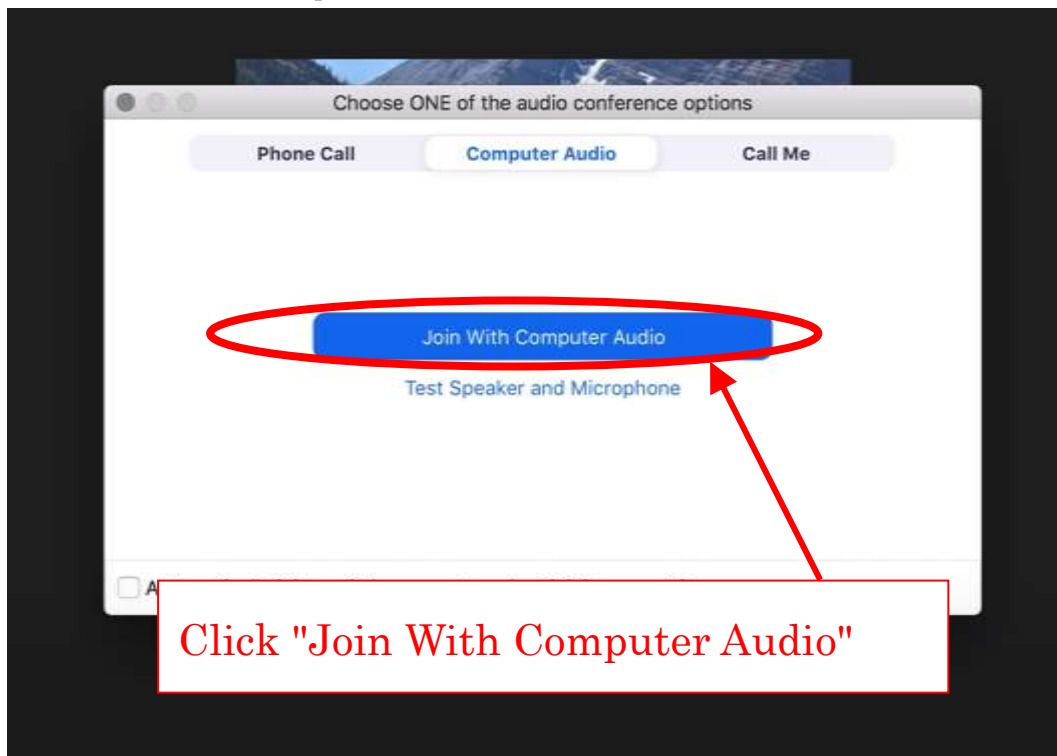 Choose ONE of the audio conference options
Phone Call Computer Audio Call Me
Join With Computer Audio
Test Speaker and Microphone
Click "Join With Computer Audio"